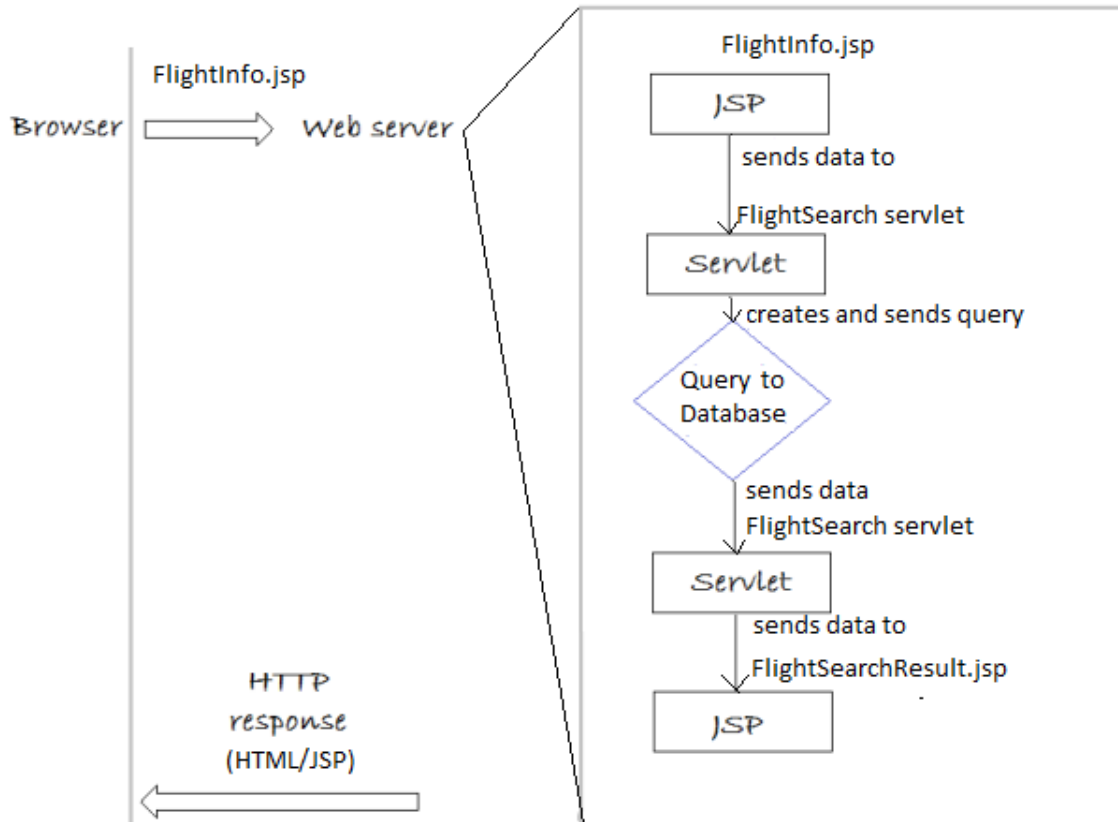 FlightInfo.jsp
Browser
Web server
HTTP
response
(HTML/JSP)
FlightInfo.jsp
JSP
sends data to
FlightSearch servlet
Servlet
creates and sends query
Query to
Database
sends data
FlightSearch servlet
Servlet
sends data to
FlightSearchResult.jsp
JSP